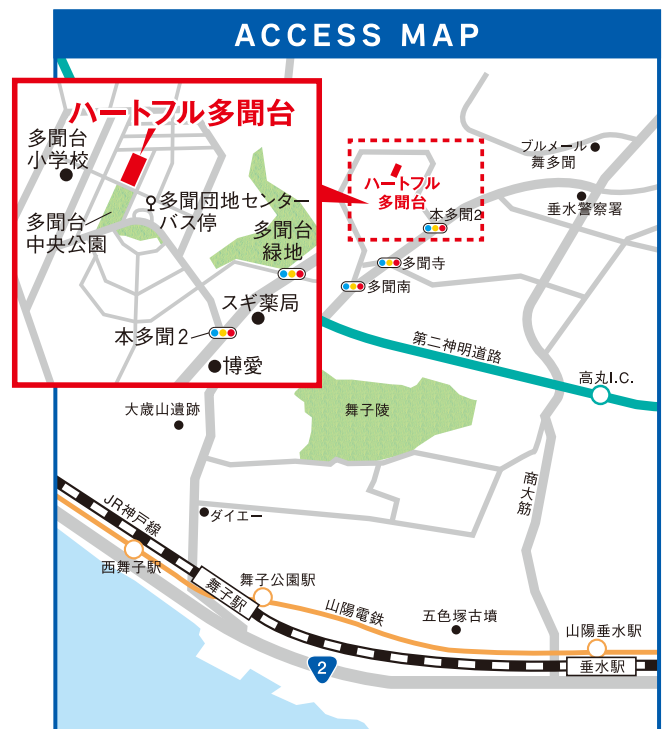 ACCESS MAP
ハートフル多聞台
多聞台
小学校
多聞団地センター
バス停
多聞台
中央公園
多聞台
緑地
スギ薬局
本多聞2
博愛
ハートフル
多聞台
本多聞2
ブルメール
舞多聞
垂水警察署
多聞寺
多聞南
第二神明道路
高丸I.C.
大歳山遺跡
舞子陵
商大筋
ダイエー
JR神戸線
西舞子駅
舞子駅
舞子公園駅
山陽電鉄
五色塚古墳
山陽垂水駅
垂水駅
2